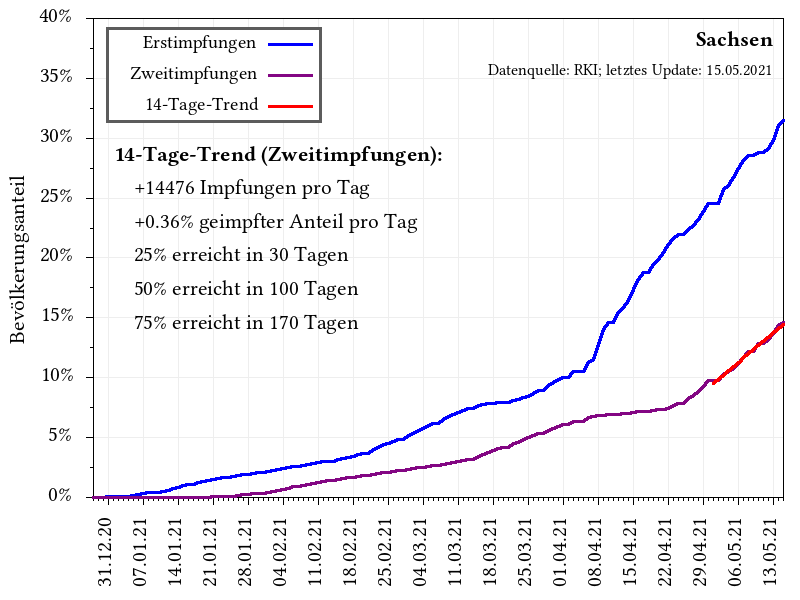 40%
35%
30%
25%
20%
15%
10%
5%
0%
Bevölkerungsanteil
Erstimpfungen
Zweitimpfungen
14-Tage-Trend
Sachsen
Datenquelle: RKI; letztes Update: 15.05.2021
14-Tage-Trend (Zweitimpfungen):
+14476 Impfungen pro Tag
+0.36% geimpfter Anteil pro Tag
25% erreicht in 30 Tagen
50% erreicht in 100 Tagen
75% erreicht in 170 Tagen
31.12.20
07.01.21
14.01.21
21.01.21
28.01.21
04.02.21
11.02.21
18.02.21
25.02.21
04.03.21
11.03.21
18.03.21
25.03.21
01.04.21
08.04.21
15.04.21
22.04.21
29.04.21
06.05.21
13.05.21